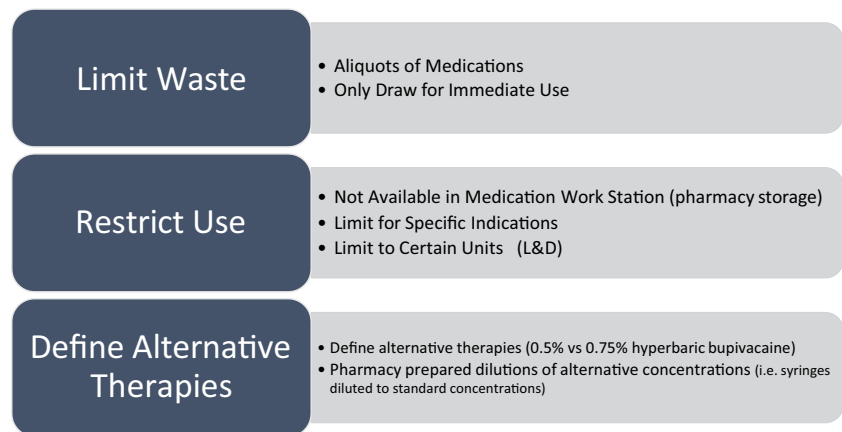 Limit Waste
• Aliquots of Medications
• Only Draw for Immediate Use
Restrict Use
• Not Available in Medication Work Station (pharmacy storage)
• Limit for Specific Indications
• Limit to Certain Units (L&D)
Define Alternative
Therapies
• Define alternative therapies (0.5% vs 0.75% hyperbaric bupivacaine)
• Pharmacy prepared dilutions of alternative concentrations (i.e. syringes
diluted to standard concentrations)